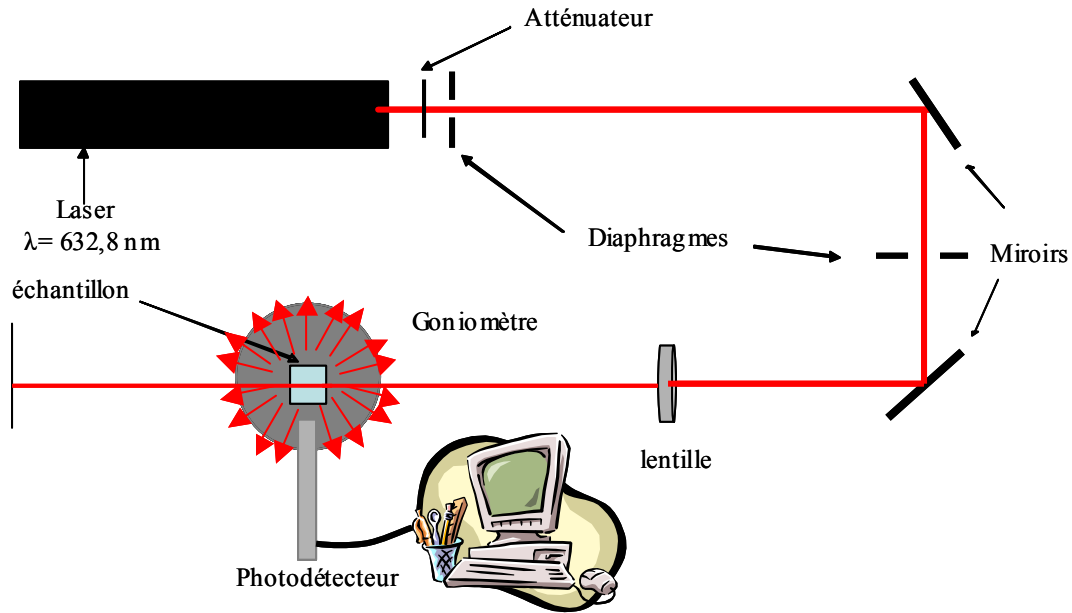 Atténuateur
Laser
λ= 632,8 nm
Diaphragmes
Miroirs
échantillon
Goniomètre
lentille
Photodétecteur